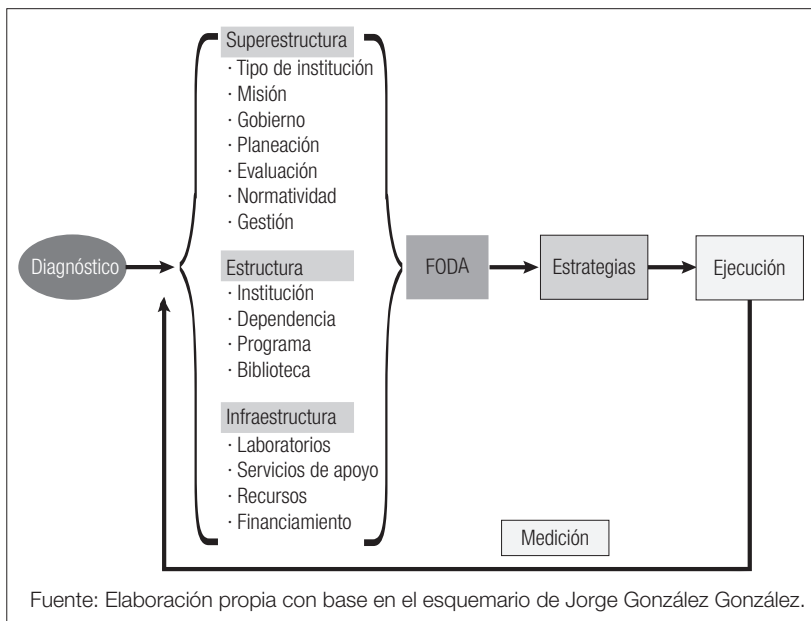 Diagnóstico
Superestructura
· Tipo de institución
· Misión
· Gobierno
· Planeación
· Evaluación
· Normatividad
· Gestión
Estructura
· Institución
· Dependencia
· Programa
· Biblioteca
Infraestructura
· Laboratorios
· Servicios de apoyo
· Recursos
· Financiamiento
FODA
Estrategias
Ejecución
Medición
Fuente: Elaboración propia con base en el esquemario de Jorge González González.